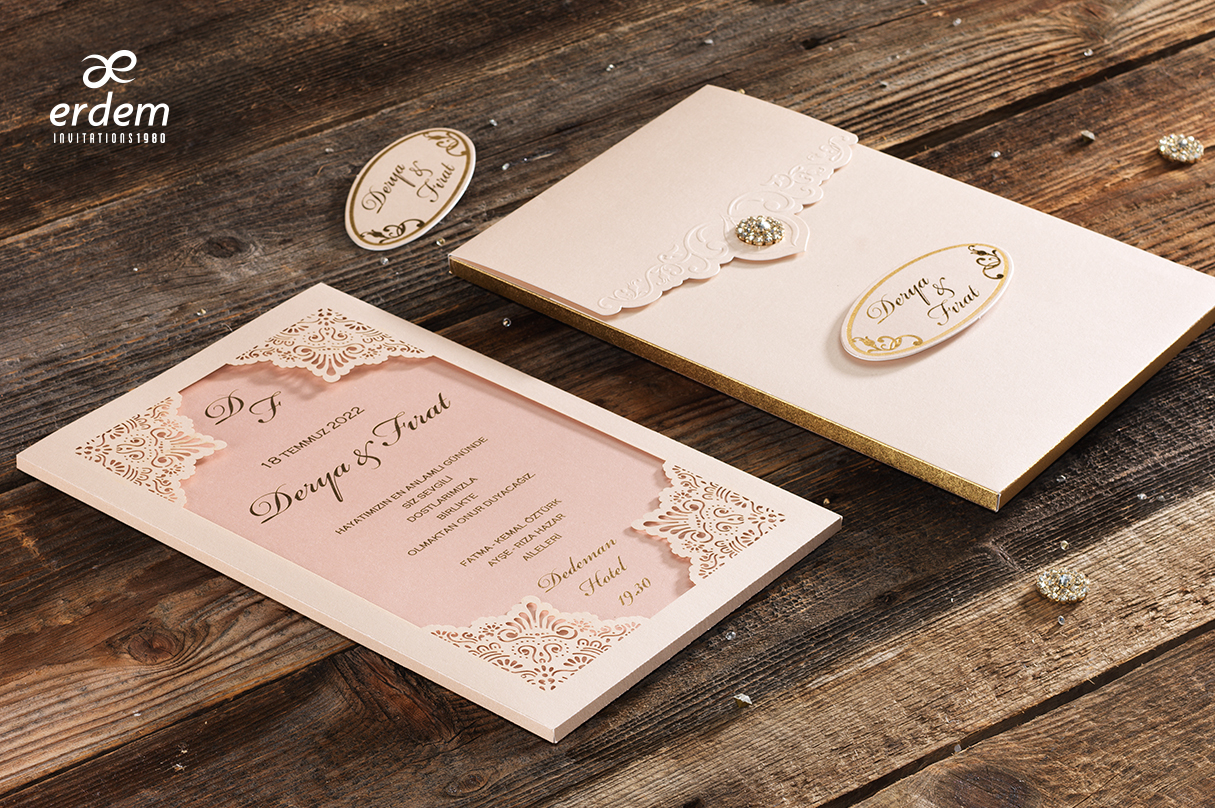 erdem
INVITATIONS1980
Derya
&
Fırat
Derya
&
Fırat
D F
18 TEMMUZ 2022
Derya & Fırat
HAYATIMIZIN EN ANLAMLI GÜNÜNDE
SİZ SEVGİLİ
DOSTLARIMIZLA
BİRLİKTE
OLMAKTAN ONUR DUYACAĞIZ.
FATMA - KEMAL ÖZTÜRK
AYŞE - RIZA HAZAR
AİLELERİ
Dedeman
Hotel
19.30